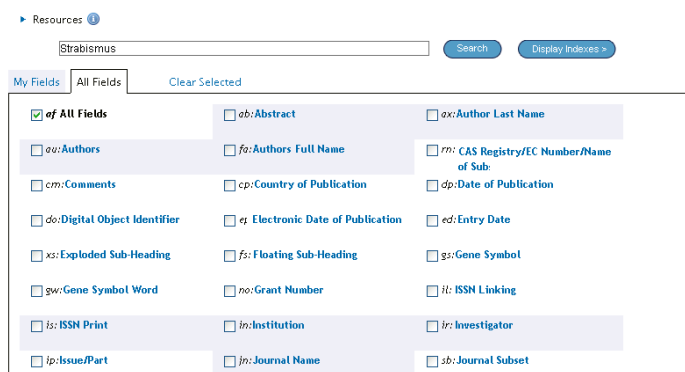 Resources
Strabismus Search Display Indexes >
My Fields All Fields Clear Selected
af All Fields ab:Abstract ax:Author Last Name
au:Authors fa:Authors Full Name rn: CAS Registry/EC Number/Name
of Sub:
cm:Comments cp:Country of Publication dp:Date of Publication
do:Digital Object Identifier ep Electronic Date of Publication ed:Entry Date
xs:Exploded Sub-Heading fs:Floating Sub-Heading gs:Gene Symbol
gw:Gene Symbol Word no:Grant Number il: ISSN Linking
is: ISSN Print in:Institution ir: Investigator
ip:Issue/Part jn:Journal Name sb:Journal Subset